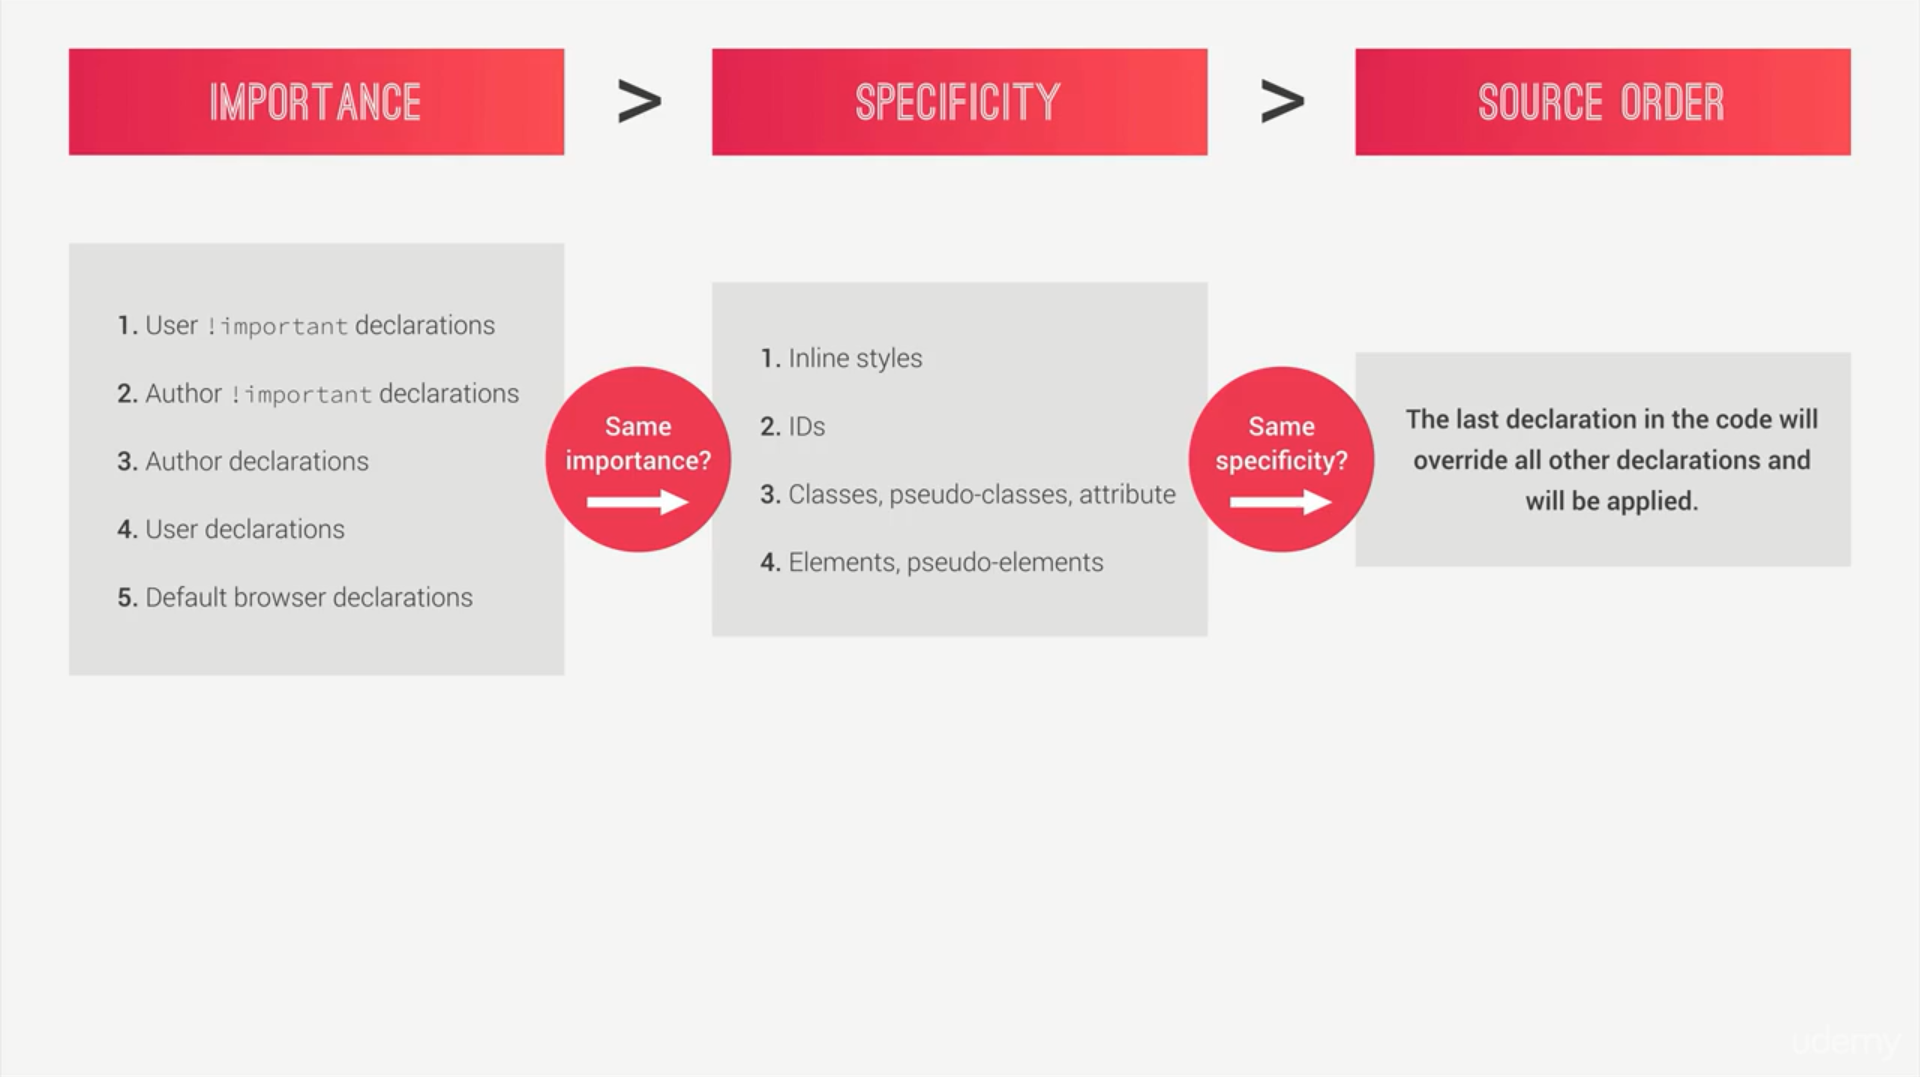 IMPORTANCE
>
SPECIFICITY
>
SOURCE ORDER
1. User !important declarations
2. Author !important declarations
3. Author declarations
4. User declarations
5. Default browser declarations
Same
importance?
1. Inline styles
2. IDs
3. Classes, pseudo-classes, attribute
4. Elements, pseudo-elements
Same
specificity?
The last declaration in the code will
override all other declarations and
will be applied.
udemy